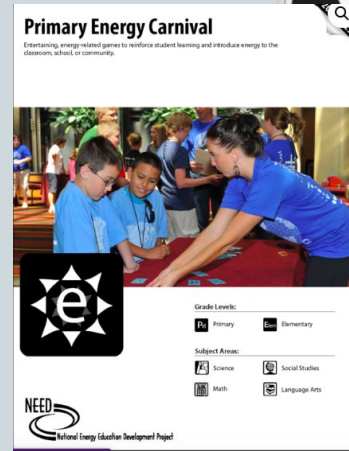 Primary Energy Carnival
Entertaining, energy-related games to reinforce student learning and introduce energy to the
classroom, school, or community.
e
Grade Levels:
Pri Primary
Elem Elementary
Subject Areas:
Science
Social Studies
Math
Language Arts
NEED
National Energy Education Development Project